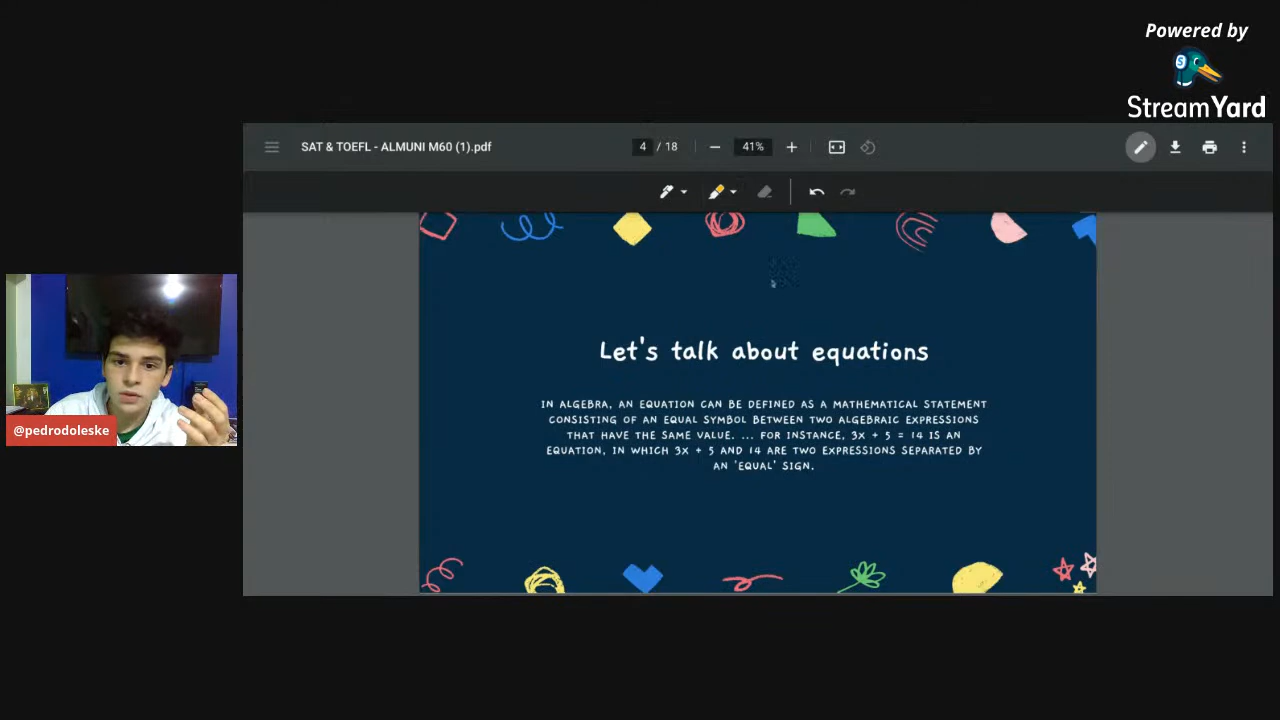 Powered by
StreamYard
SAT & TOEFL - ALMUNI M60 (1).pdf
4 / 18
41%
Let's talk about equations
IN ALGEBRA, AN EQUATION CAN BE DEFINED AS A MATHEMATICAL STATEMENT
CONSISTING OF AN EQUAL SYMBOL BETWEEN TWO ALGEBRAIC EXPRESSIONS
THAT HAVE THE SAME VALUE. ... FOR INSTANCE, 3X + 5 = 14 IS AN
EQUATION, IN WHICH 3X + 5 AND 14 ARE TWO EXPRESSIONS SEPARATED BY
AN 'EQUAL' SIGN.
@pedrodoleske